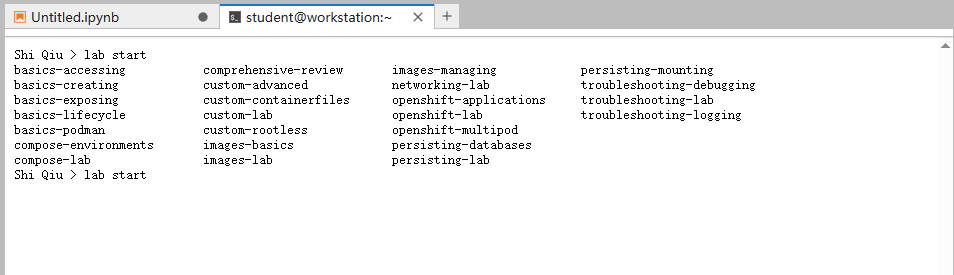 Untitled.ipynb
student@workstation:~
Shi Qiu > lab start
basics-accessing comprehensive-review images-managing persisting-mounting
basics-creating custom-advanced networking-lab troubleshooting-debugging
basics-exposing custom-containerfiles openshift-applications troubleshooting-lab
basics-lifecycle custom-lab openshift-lab troubleshooting-logging
basics-podman custom-rootless openshift-multipod
compose-environments images-basics persisting-databases
compose-lab images-lab persisting-lab
Shi Qiu > lab start